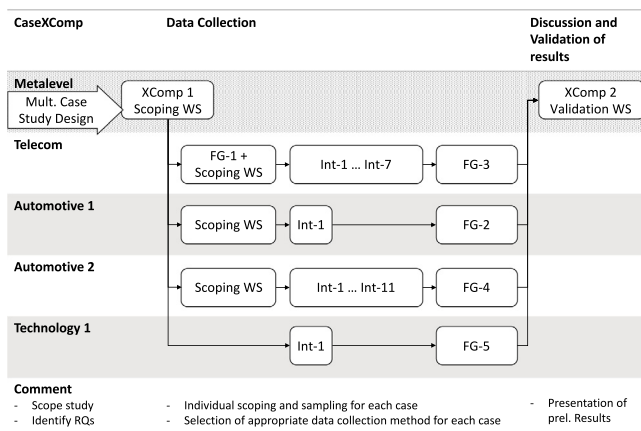 CaseXComp
Data Collection
Discussion and
Validation of
results
Metalevel
Mult. Case
Study Design
XComp 1
Scoping WS
XComp 2
Validation WS
Telecom
FG-1 +
Scoping WS
Int-1 ... Int-7
FG-3
Automotive 1
Scoping WS
Int-1
FG-2
Automotive 2
Scoping WS
Int-1 ... Int-11
FG-4
Technology 1
Int-1
FG-5
Comment
- Scope study
- Identify RQs
- Individual scoping and sampling for each case
- Selection of appropriate data collection method for each case
- Presentation of
prel. Results